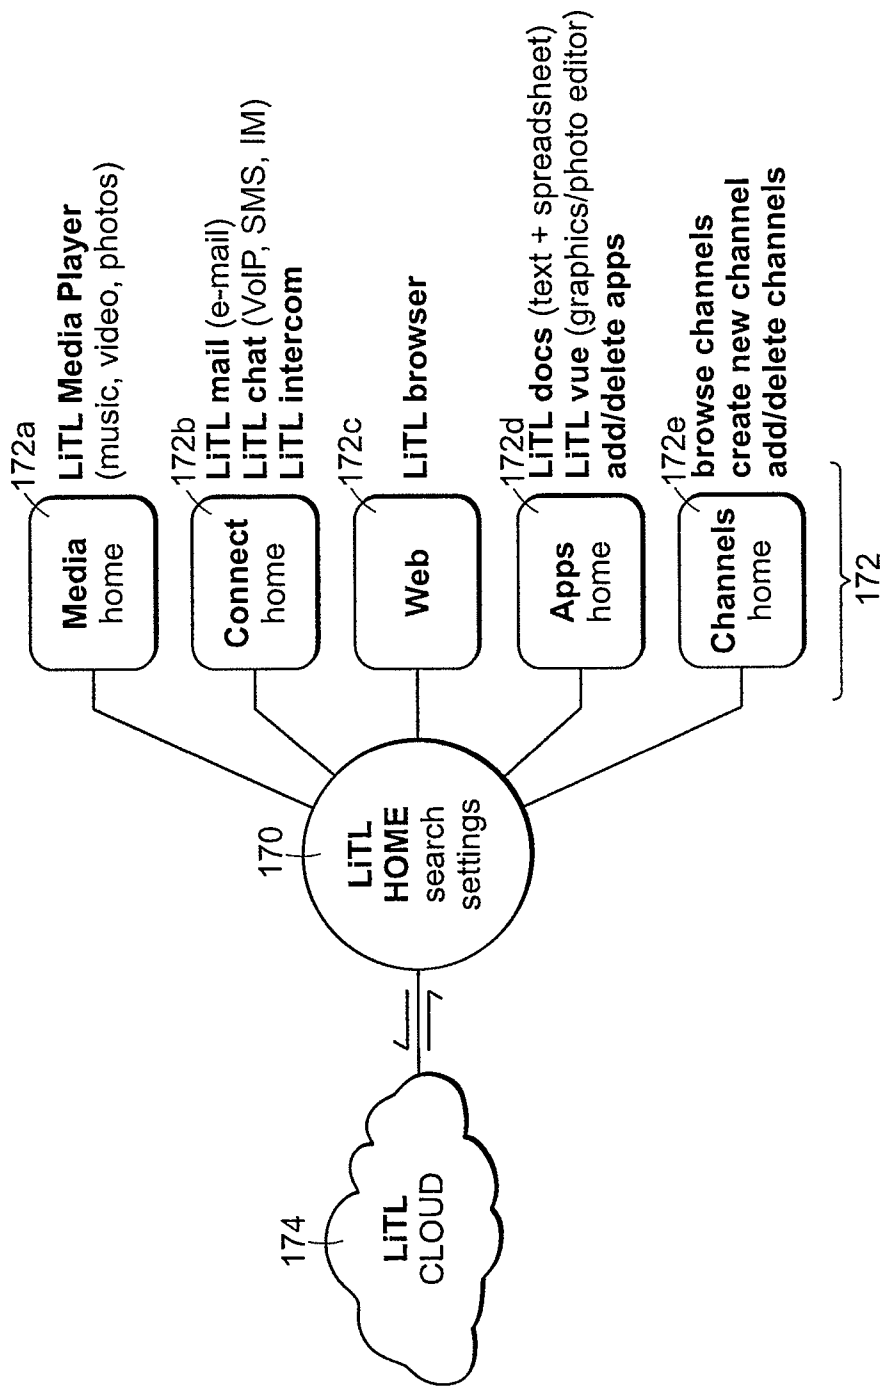 174
LiTL
CLOUD
170
LiTL
HOME
search
settings
Media
home
172a
LiTL Media Player
(music, video, photos)
Connect
home
172b
LiTL mail (e-mail)
LiTL chat (VoIP, SMS, IM)
LiTL intercom
Web
172c
LiTL browser
Apps
home
172d
LiTL docs (text + spreadsheet)
LiTL vue (graphics/photo editor)
add/delete apps
Channels
home
172e
browse channels
create new channel
add/delete channels
172